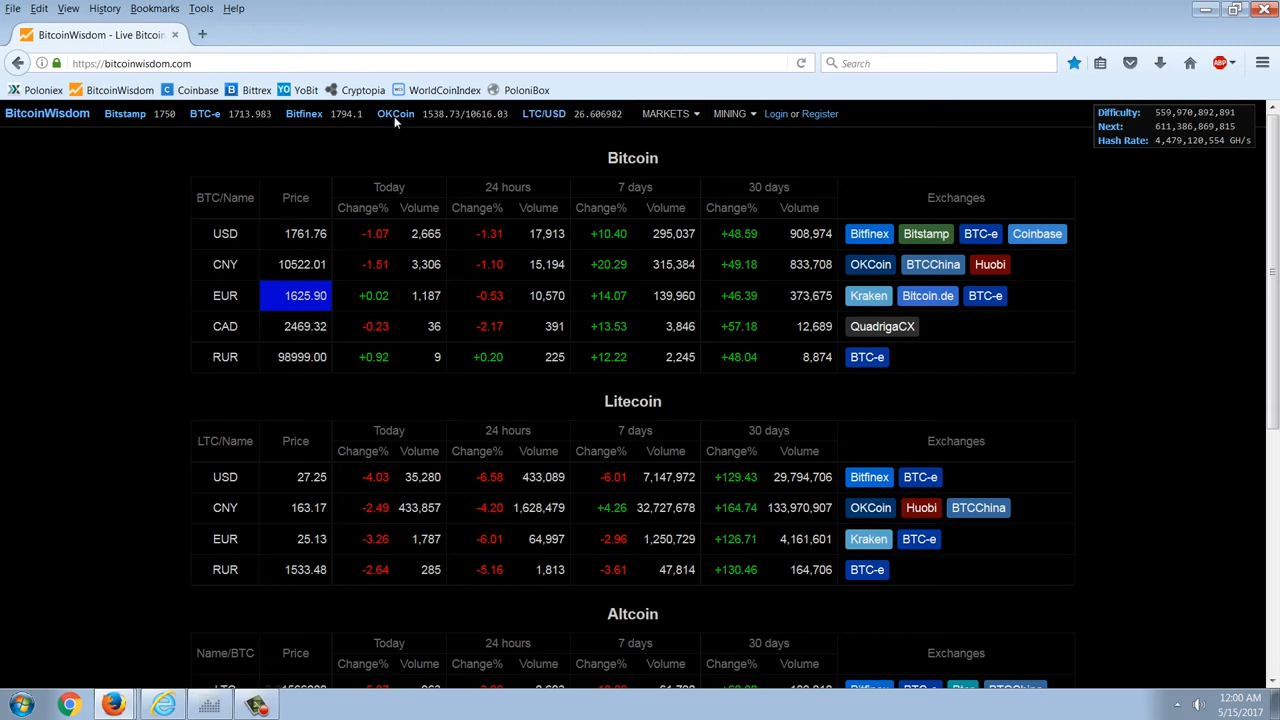 File Edit View History Bookmarks Tools Help
BitcoinWisdom - Live Bitcoin × +
https://bitcoinwisdom.com Search ABP
Poloniex BitcoinWisdom Coinbase Bittrex YoBit Cryptopia WorldCoinIndex PoloniBox
BitcoinWisdom Bitstamp 1750 BTC-e 1713.983 Bitfinex 1794.1 OKCoin 1538.73/10616.03 LTC/USD 26.606982 MARKETS MINING Login or Register
Difficulty: 559,970,892,891
Next: 611,386,869,815
Hash Rate: 4,479,120,554 GH/s
Bitcoin
BTC/Name Price Today 24 hours 7 days 30 days Exchanges
Change% Volume Change% Volume Change% Volume Change% Volume
USD 1761.76 -1.07 2,665 -1.31 17,913 +10.40 295,037 +48.59 908,974 Bitfinex Bitstamp BTC-e Coinbase
CNY 10522.01 -1.51 3,306 -1.10 15,194 +20.29 315,384 +49.18 833,708 OKCoin BTCChina Huobi
EUR 1625.90 +0.02 1,187 -0.53 10,570 +14.07 139,960 +46.39 373,675 Kraken Bitcoin.de BTC-e
CAD 2469.32 -0.23 36 -2.17 391 +13.53 3,846 +57.18 12,689 QuadrigaCX
RUR 98999.00 +0.92 9 +0.20 225 +12.22 2,245 +48.04 8,874 BTC-e
Litecoin
LTC/Name Price Today 24 hours 7 days 30 days Exchanges
Change% Volume Change% Volume Change% Volume Change% Volume
USD 27.25 -4.03 35,280 -6.58 433,089 -6.01 7,147,972 +129.43 29,794,706 Bitfinex BTC-e
CNY 163.17 -2.49 433,857 -4.20 1,628,479 +4.26 32,727,678 +164.74 133,970,907 OKCoin Huobi BTCChina
EUR 25.13 -3.26 1,787 -6.01 64,997 -2.96 1,250,729 +126.71 4,161,601 Kraken BTC-e
RUR 1533.48 -2.64 285 -5.16 1,813 -3.61 47,814 +130.46 164,706 BTC-e
Altcoin
Name/BTC Price Today 24 hours 7 days 30 days Exchanges
Change% Volume Change% Volume Change% Volume Change% Volume
12:00 AM
5/15/2017